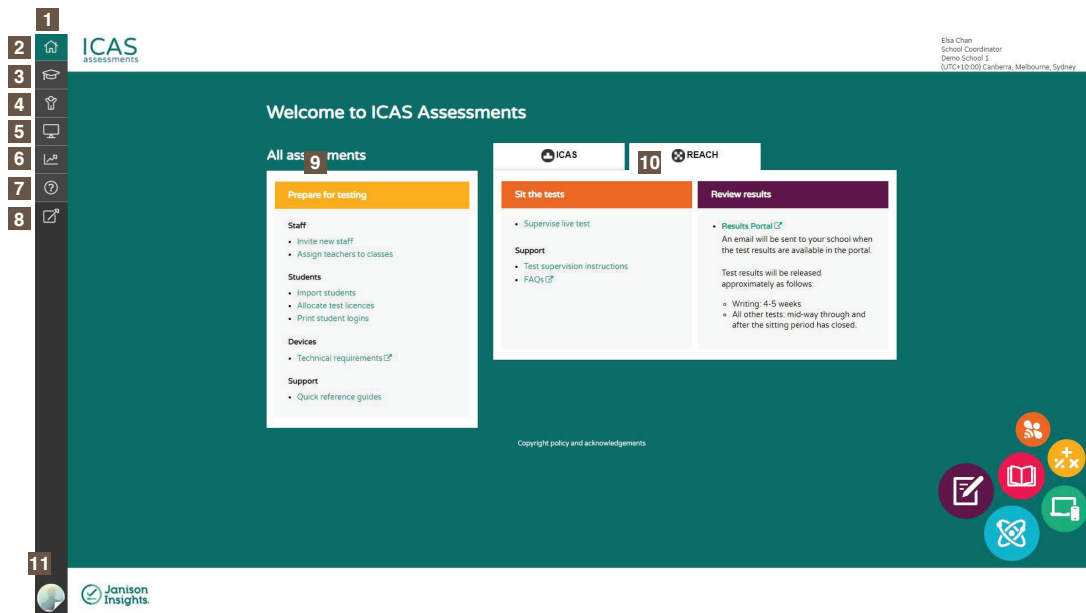 1
2
3
4
5
6
7
8
ICAS
assessments
Elsa Chan
School Coordinator
Demo School 1
(UTC+10:00) Canberra, Melbourne, Sydney
Welcome to ICAS Assessments
All assessments
9
ICAS
10
REACH
Prepare for testing
Staff
• Invite new staff
• Assign teachers to classes
Students
• Import students
• Allocate test licences
• Print student logins
Devices
• Technical requirements
Support
• Quick reference guides
Sit the tests
• Supervise live test
Support
• Test supervision instructions
• FAQs
Review results
• Results Portal
An email will be sent to your school when
the test results are available in the portal.
Test results will be released
approximately as follows:
◦ Writing: 4-5 weeks
◦ All other tests: mid-way through and
after the sitting period has closed.
Copyright policy and acknowledgements
11
Janison
Insights.